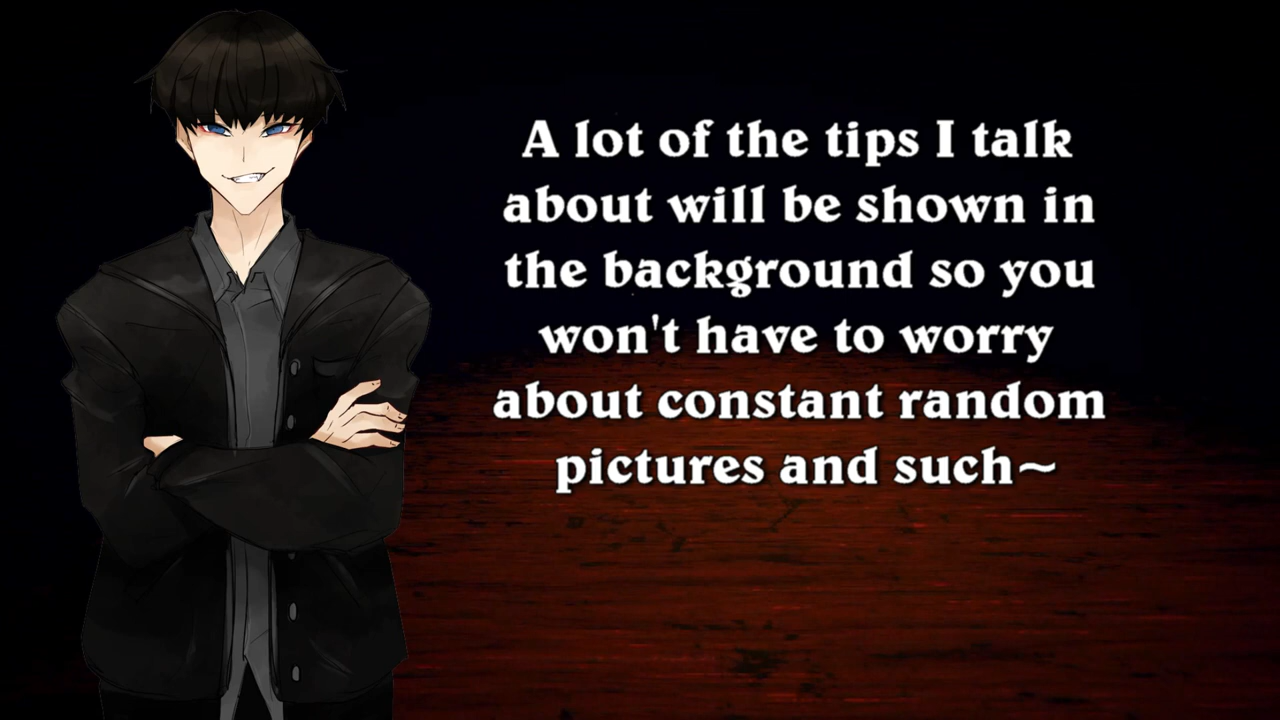 A lot of the tips I talk
about will be shown in
the background so you
won't have to worry
about constant random
pictures and such~